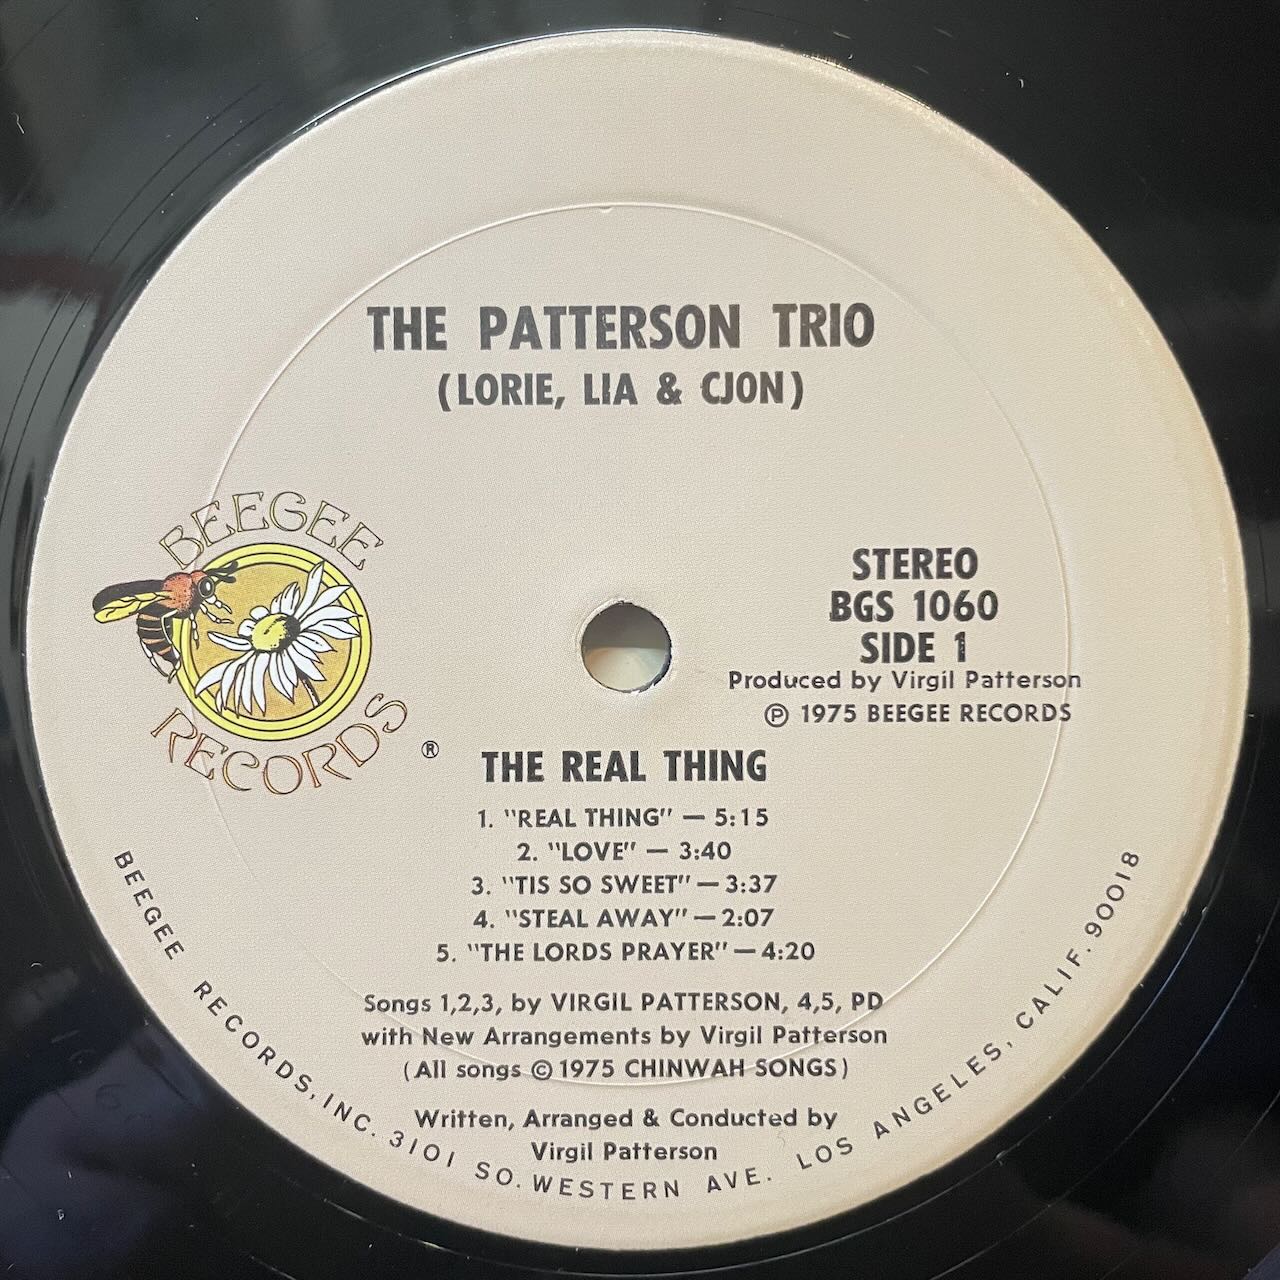 THE PATTERSON TRIO
(LORIE, LIA & CJON)
BEEGEE
RECORDS
®
STEREO
BGS 1060
SIDE 1
Produced by Virgil Patterson
℗ 1975 BEEGEE RECORDS
THE REAL THING
1. "REAL THING" — 5:15
2. "LOVE" — 3:40
3. "TIS SO SWEET" — 3:37
4. "STEAL AWAY" — 2:07
5. "THE LORDS PRAYER" — 4:20
Songs 1,2,3, by VIRGIL PATTERSON, 4,5, PD
with New Arrangements by Virgil Patterson
(All songs © 1975 CHINWAH SONGS)
Written, Arranged & Conducted by
Virgil Patterson
BEEGEE RECORDS, INC. 3101 SO. WESTERN AVE. LOS ANGELES, CALIF. 90018